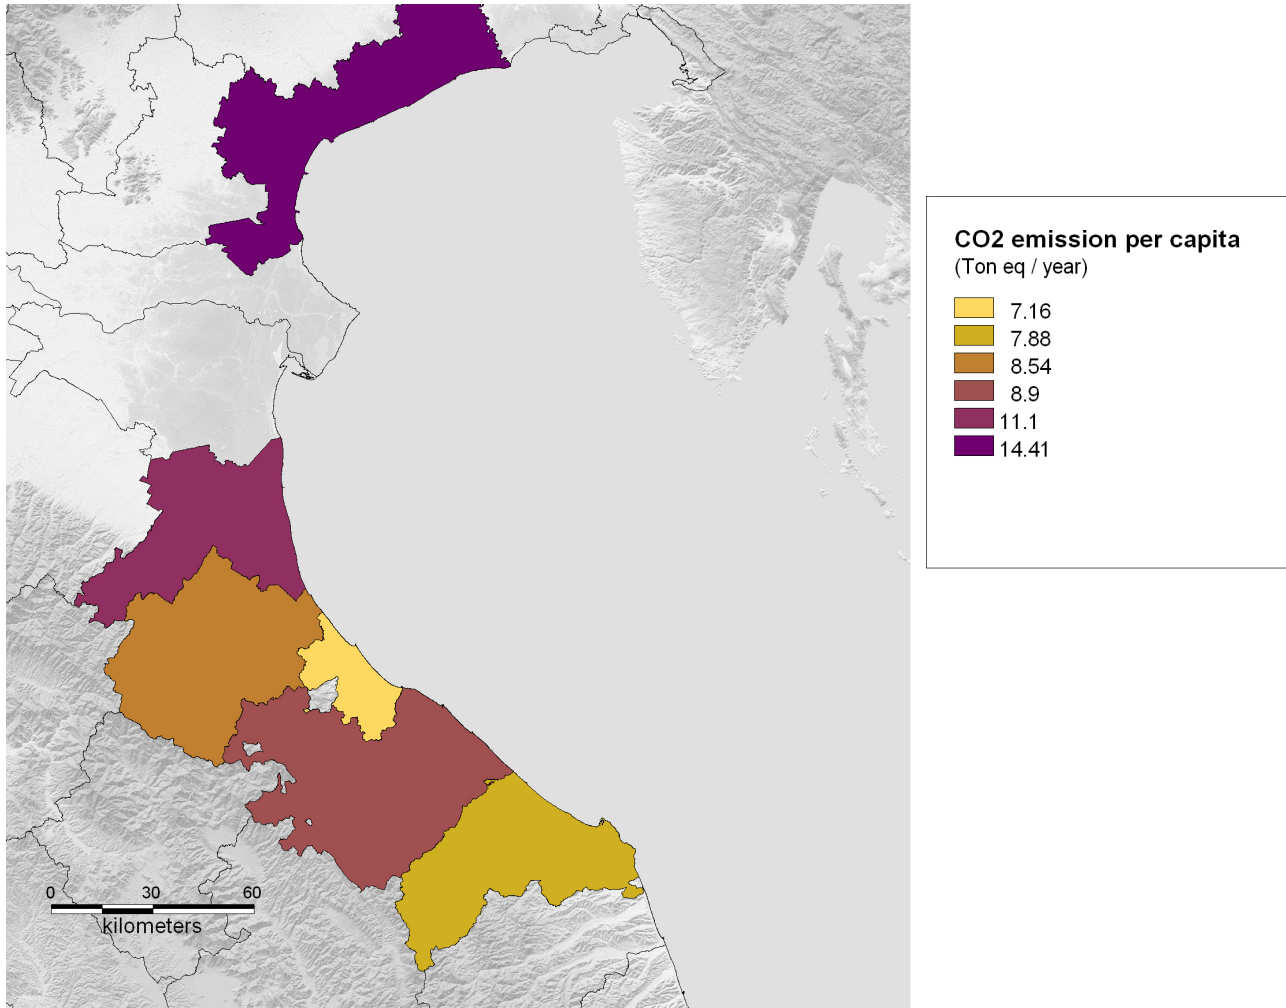 CO2 emission per capita
(Ton eq / year)
7.16
7.88
8.54
8.9
11.1
14.41
0 30 60
kilometers